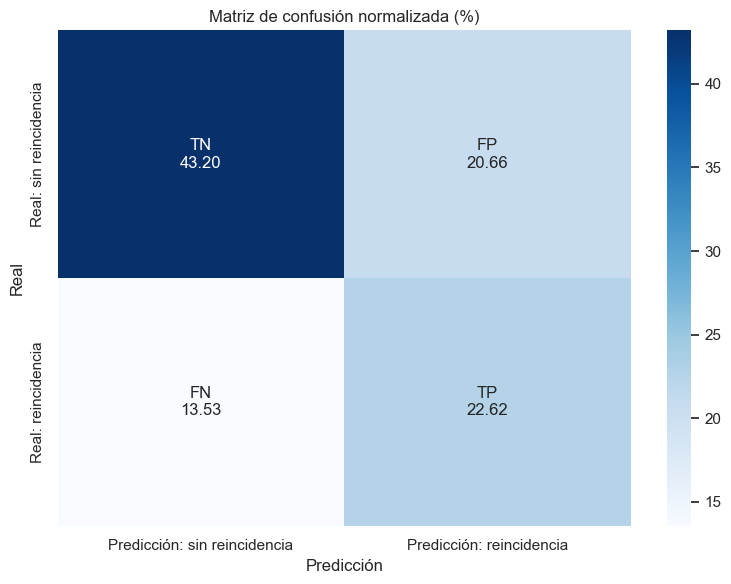 Matriz de confusión normalizada (%)
Real: sin reincidencia
TN
43.20
FP
20.66
Real
Real: reincidencia
FN
13.53
TP
22.62
Predicción: sin reincidencia
Predicción: reincidencia
Predicción
40
35
30
25
20
15